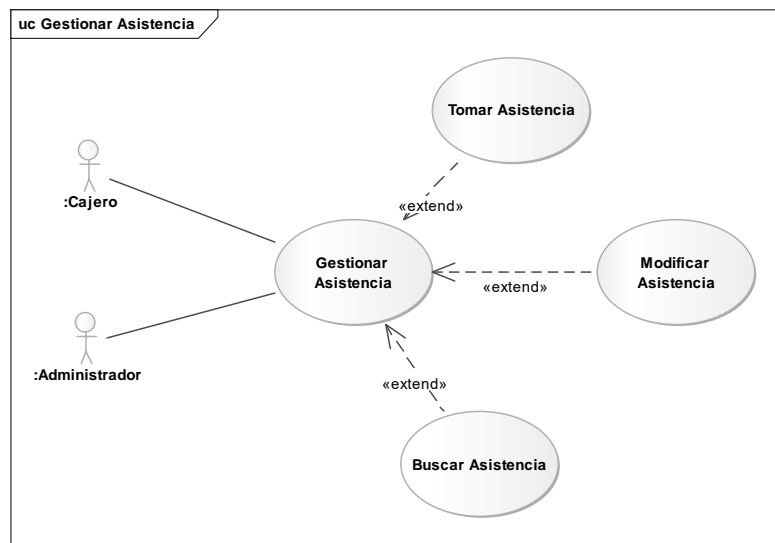 uc Gestionar Asistencia
Tomar Asistencia
:Cajero
«extend»
Gestionar
Asistencia
Modificar
Asistencia
«extend»
:Administrador
«extend»
Buscar Asistencia